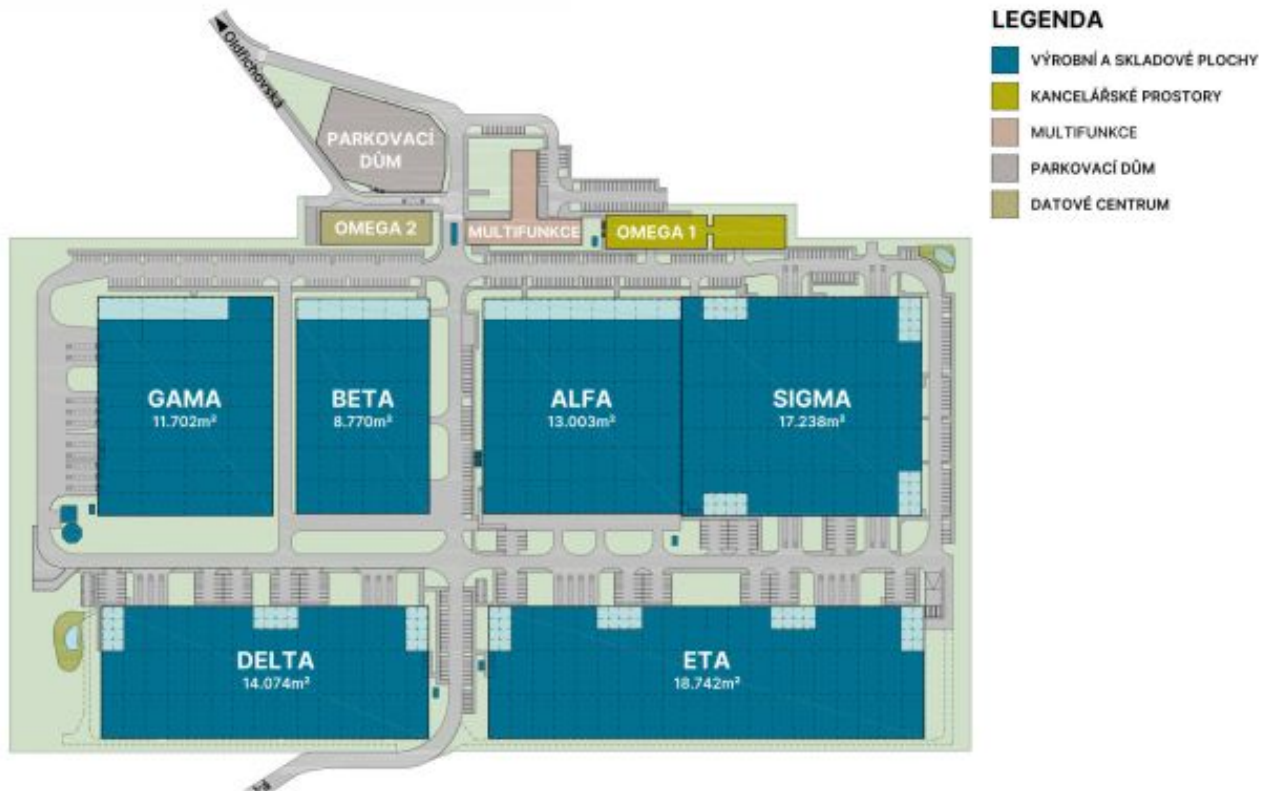 LEGENDA
VÝROBNÍ A SKLADOVÉ PLOCHY
KANCELÁŘSKÉ PROSTORY
MULTIFUNKCE
PARKOVACÍ DŮM
DATOVÉ CENTRUM
Oldřichovská
PARKOVACÍ
DŮM
OMEGA 2
MULTIFUNKCE
OMEGA 1
GAMA
11.702m²
BETA
8.770m²
ALFA
13.003m²
SIGMA
17.238m²
DELTA
14.074m²
ETA
18.742m²